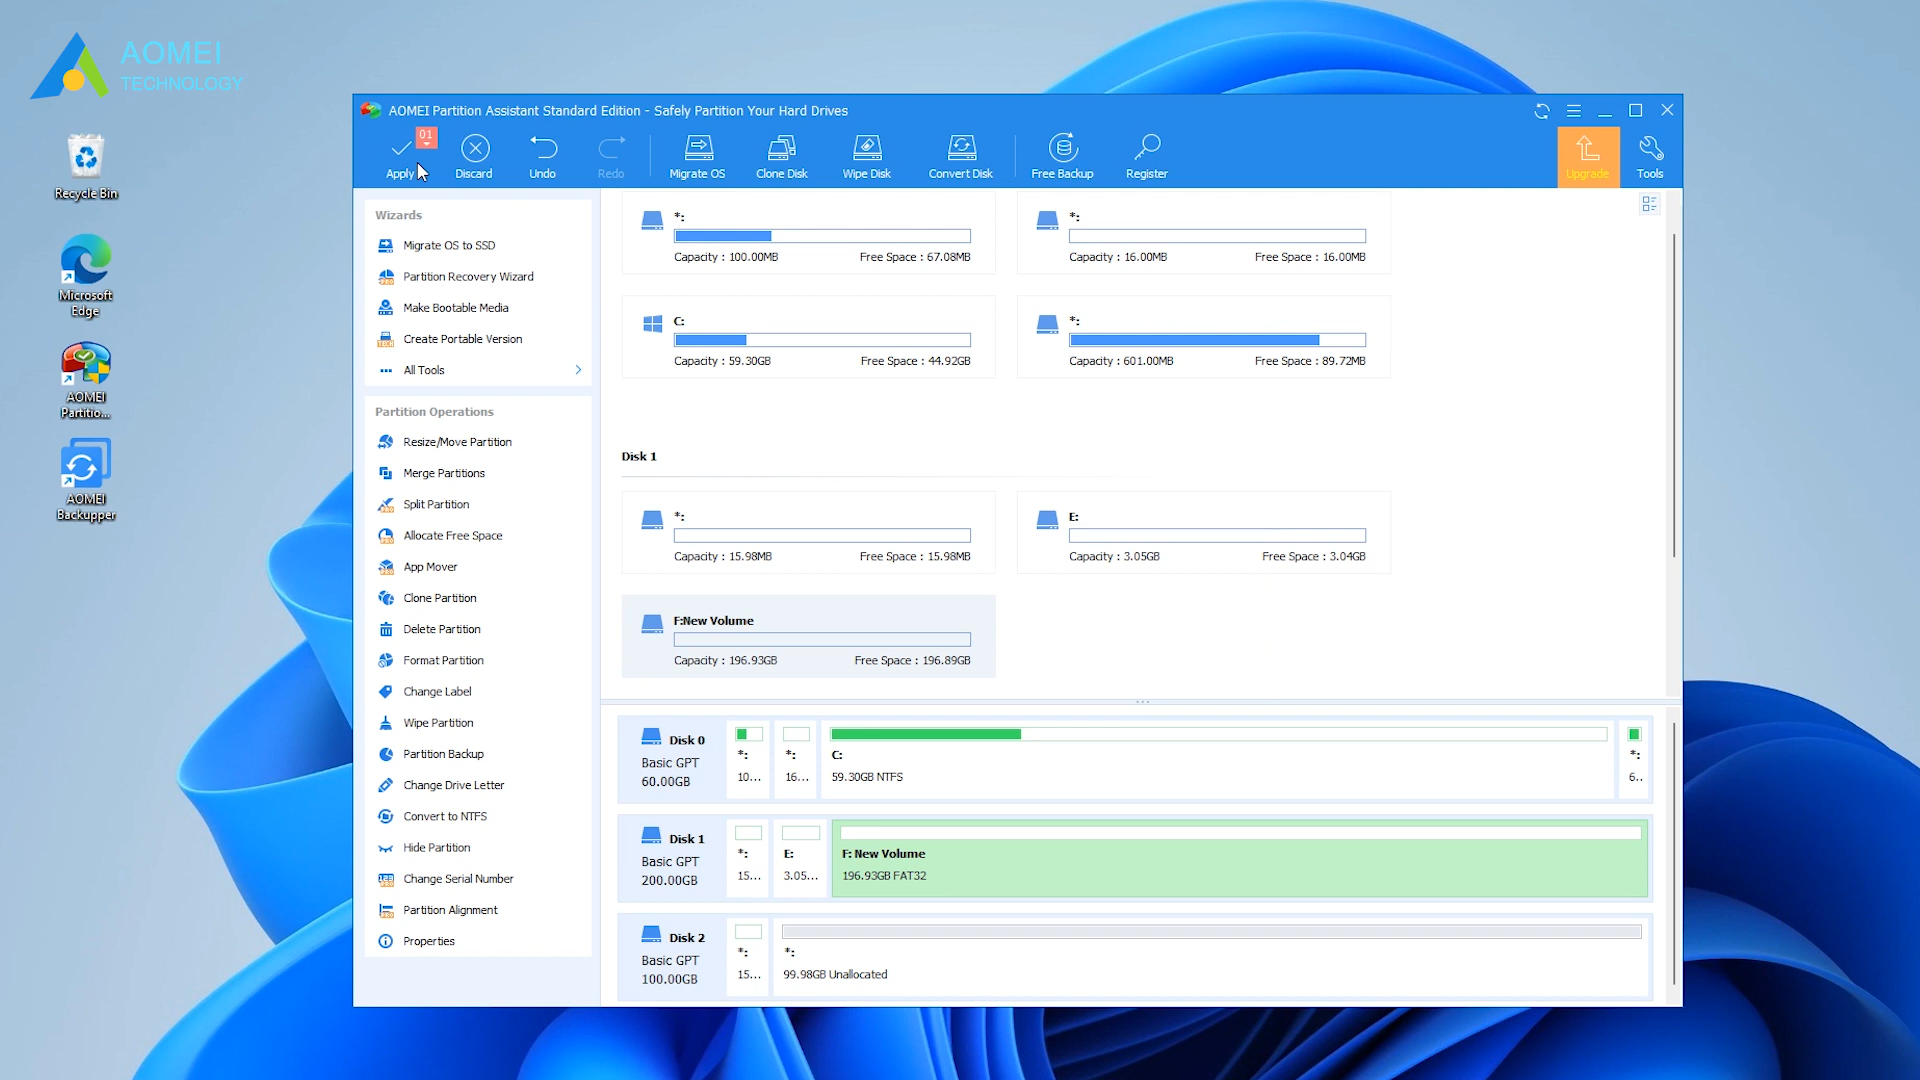 AOMEI
TECHNOLOGY
Recycle Bin
Microsoft
Edge
AOMEI
Partitio...
AOMEI
Backupper
AOMEI Partition Assistant Standard Edition - Safely Partition Your Hard Drives
01
Apply
Discard
Undo
Redo
Migrate OS
Clone Disk
Wipe Disk
Convert Disk
Free Backup
Register
Upgrade
Tools
Wizards
Migrate OS to SSD
Partition Recovery Wizard
Make Bootable Media
Create Portable Version
All Tools
Partition Operations
Resize/Move Partition
Merge Partitions
Split Partition
Allocate Free Space
App Mover
Clone Partition
Delete Partition
Format Partition
Change Label
Wipe Partition
Partition Backup
Change Drive Letter
Convert to NTFS
Hide Partition
Change Serial Number
Partition Alignment
Properties
*:
Capacity : 100.00MB Free Space : 67.08MB
*:
Capacity : 16.00MB Free Space : 16.00MB
C:
Capacity : 59.30GB Free Space : 44.92GB
*:
Capacity : 601.00MB Free Space : 89.72MB
Disk 1
*:
Capacity : 15.98MB Free Space : 15.98MB
E:
Capacity : 3.05GB Free Space : 3.04GB
F:New Volume
Capacity : 196.93GB Free Space : 196.89GB
Disk 0
Basic GPT
60.00GB
*:
10...
*:
16...
C:
59.30GB NTFS
*:
6..
Disk 1
Basic GPT
200.00GB
*:
15...
E:
3.05...
F: New Volume
196.93GB FAT32
Disk 2
Basic GPT
100.00GB
*:
15...
*:
99.98GB Unallocated